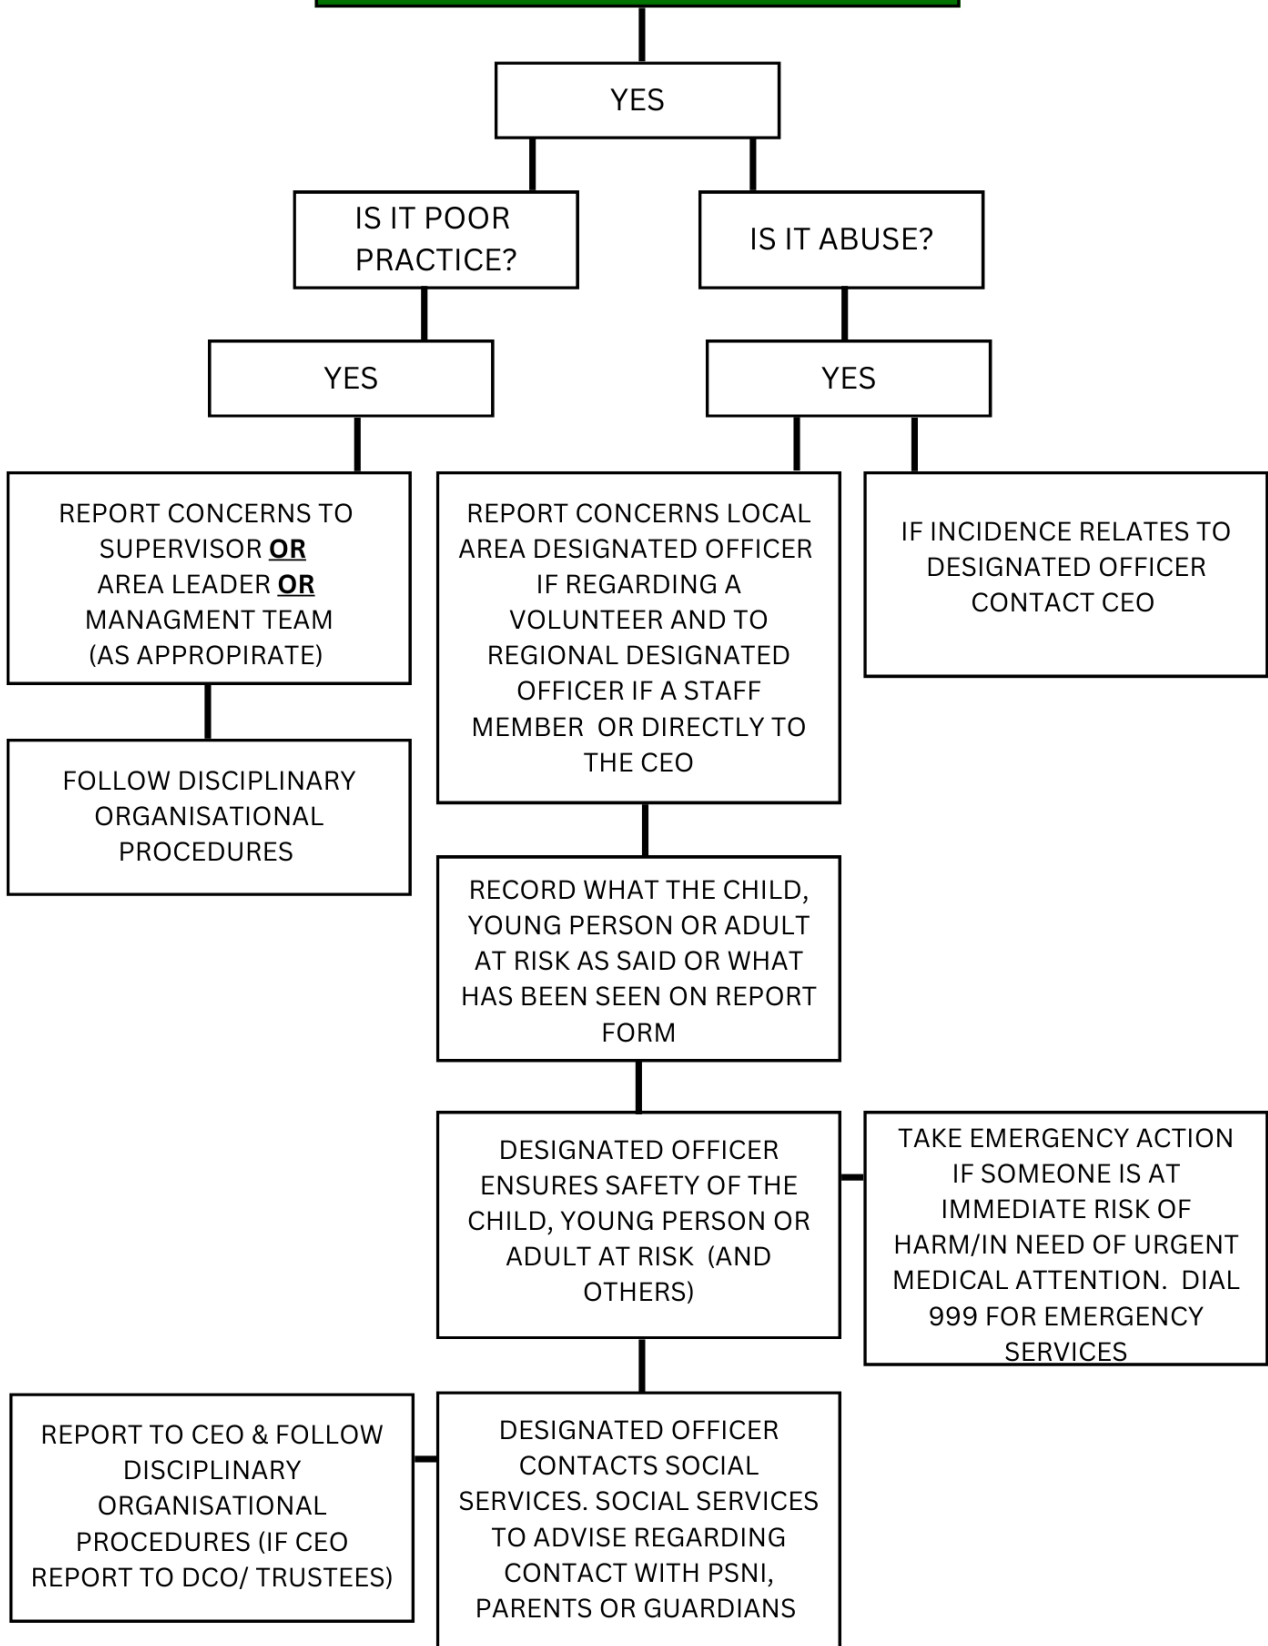 YES
IS IT POOR
PRACTICE?
IS IT ABUSE?
YES
YES
REPORT CONCERNS TO
SUPERVISOR OR
AREA LEADER OR
MANAGMENT TEAM
(AS APPROPIRATE)
REPORT CONCERNS LOCAL
AREA DESIGNATED OFFICER
IF REGARDING A
VOLUNTEER AND TO
REGIONAL DESIGNATED
OFFICER IF A STAFF
MEMBER OR DIRECTLY TO
THE CEO
IF INCIDENCE RELATES TO
DESIGNATED OFFICER
CONTACT CEO
FOLLOW DISCIPLINARY
ORGANISATIONAL
PROCEDURES
RECORD WHAT THE CHILD,
YOUNG PERSON OR ADULT
AT RISK AS SAID OR WHAT
HAS BEEN SEEN ON REPORT
FORM
DESIGNATED OFFICER
ENSURES SAFETY OF THE
CHILD, YOUNG PERSON OR
ADULT AT RISK (AND
OTHERS)
TAKE EMERGENCY ACTION
IF SOMEONE IS AT
IMMEDIATE RISK OF
HARM/IN NEED OF URGENT
MEDICAL ATTENTION. DIAL
999 FOR EMERGENCY
SERVICES
REPORT TO CEO & FOLLOW
DISCIPLINARY
ORGANISATIONAL
PROCEDURES (IF CEO
REPORT TO DCO/ TRUSTEES)
DESIGNATED OFFICER
CONTACTS SOCIAL
SERVICES. SOCIAL SERVICES
TO ADVISE REGARDING
CONTACT WITH PSNI,
PARENTS OR GUARDIANS